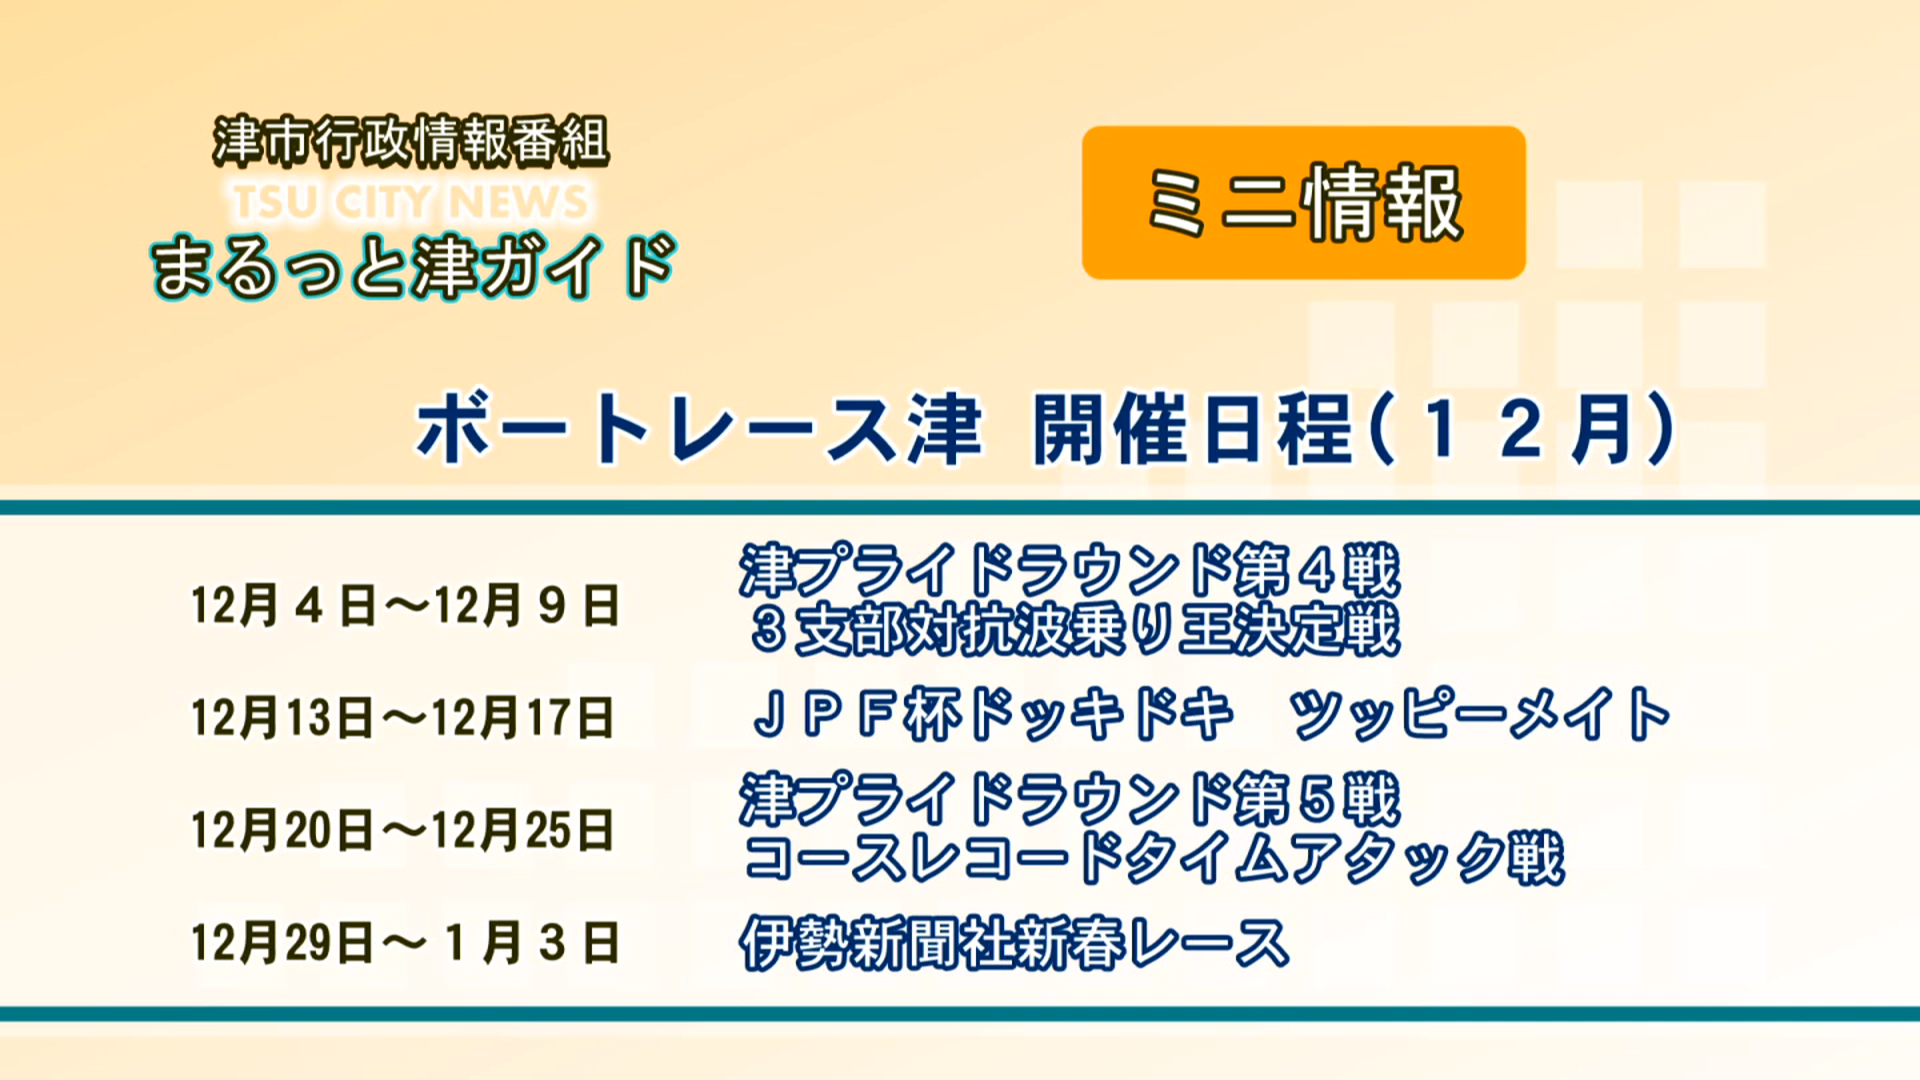 津市行政情報番組
TSU CITY NEWS
まるっと津ガイド
ミニ情報
ボートレース津 開催日程(12月)
12月4日〜12月9日
津プライドラウンド第4戦
3支部対抗波乗り王決定戦
12月13日〜12月17日
JPF杯ドッキドキ　ツッピーメイト
12月20日〜12月25日
津プライドラウンド第5戦
コースレコードタイムアタック戦
12月29日〜1月3日
伊勢新聞社新春レース